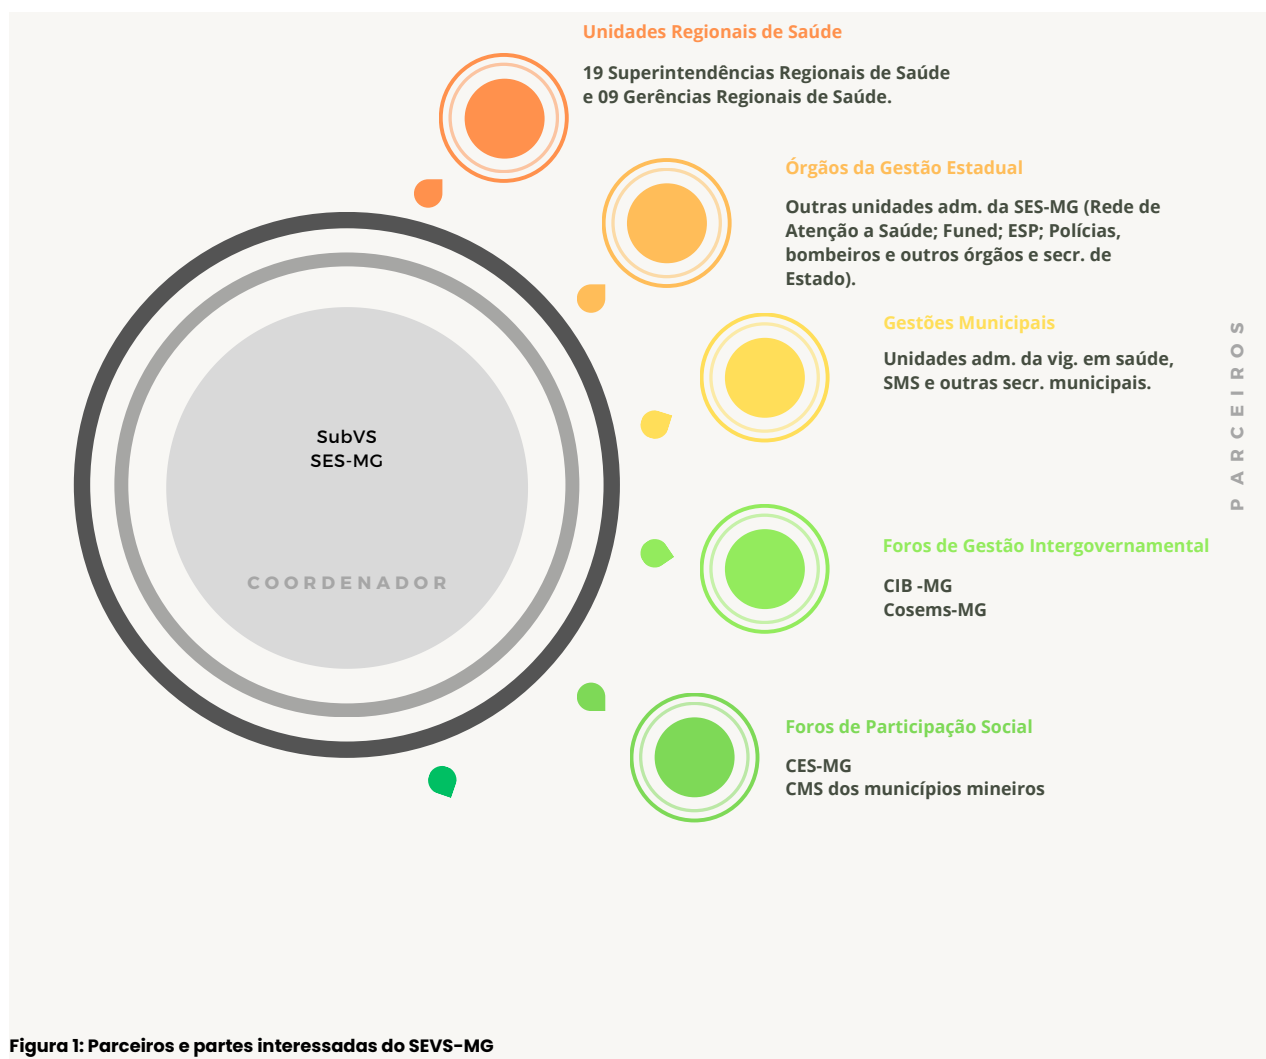 Unidades Regionais de Saúde
19 Superintendências Regionais de Saúde
e 09 Gerências Regionais de Saúde.
Órgãos da Gestão Estadual
Outras unidades adm. da SES-MG (Rede de
Atenção a Saúde; Funed; ESP; Polícias,
bombeiros e outros órgãos e secr. de
Estado).
Gestões Municipais
Unidades adm. da vig. em saúde,
SMS e outras secr. municipais.
PARCEIROS
SubVS
SES-MG
COORDENADOR
Foros de Gestão Intergovernamental
CIB -MG
Cosems-MG
Foros de Participação Social
CES-MG
CMS dos municípios mineiros
Figura 1: Parceiros e partes interessadas do SEVS-MG